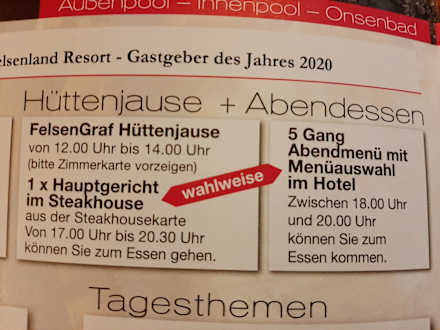 Außenpool – Innenpool – Onsenbad
elsenland Resort - Gastgeber des Jahres 2020
Hüttenjause + Abendessen
FelsenGraf Hüttenjause
von 12.00 Uhr bis 14.00 Uhr
(bitte Zimmerkarte vorzeigen)
1 x Hauptgericht
im Steakhouse
aus der Steakhousekarte
Von 17.00 Uhr bis 20.30 Uhr
können Sie zum Essen gehen.
wahlweise
5 Gang
Abendmenü mit
Menüauswahl
im Hotel
Zwischen 18.00 Uhr
und 20.00 Uhr
können Sie zum
Essen kommen.
Tagesthemen